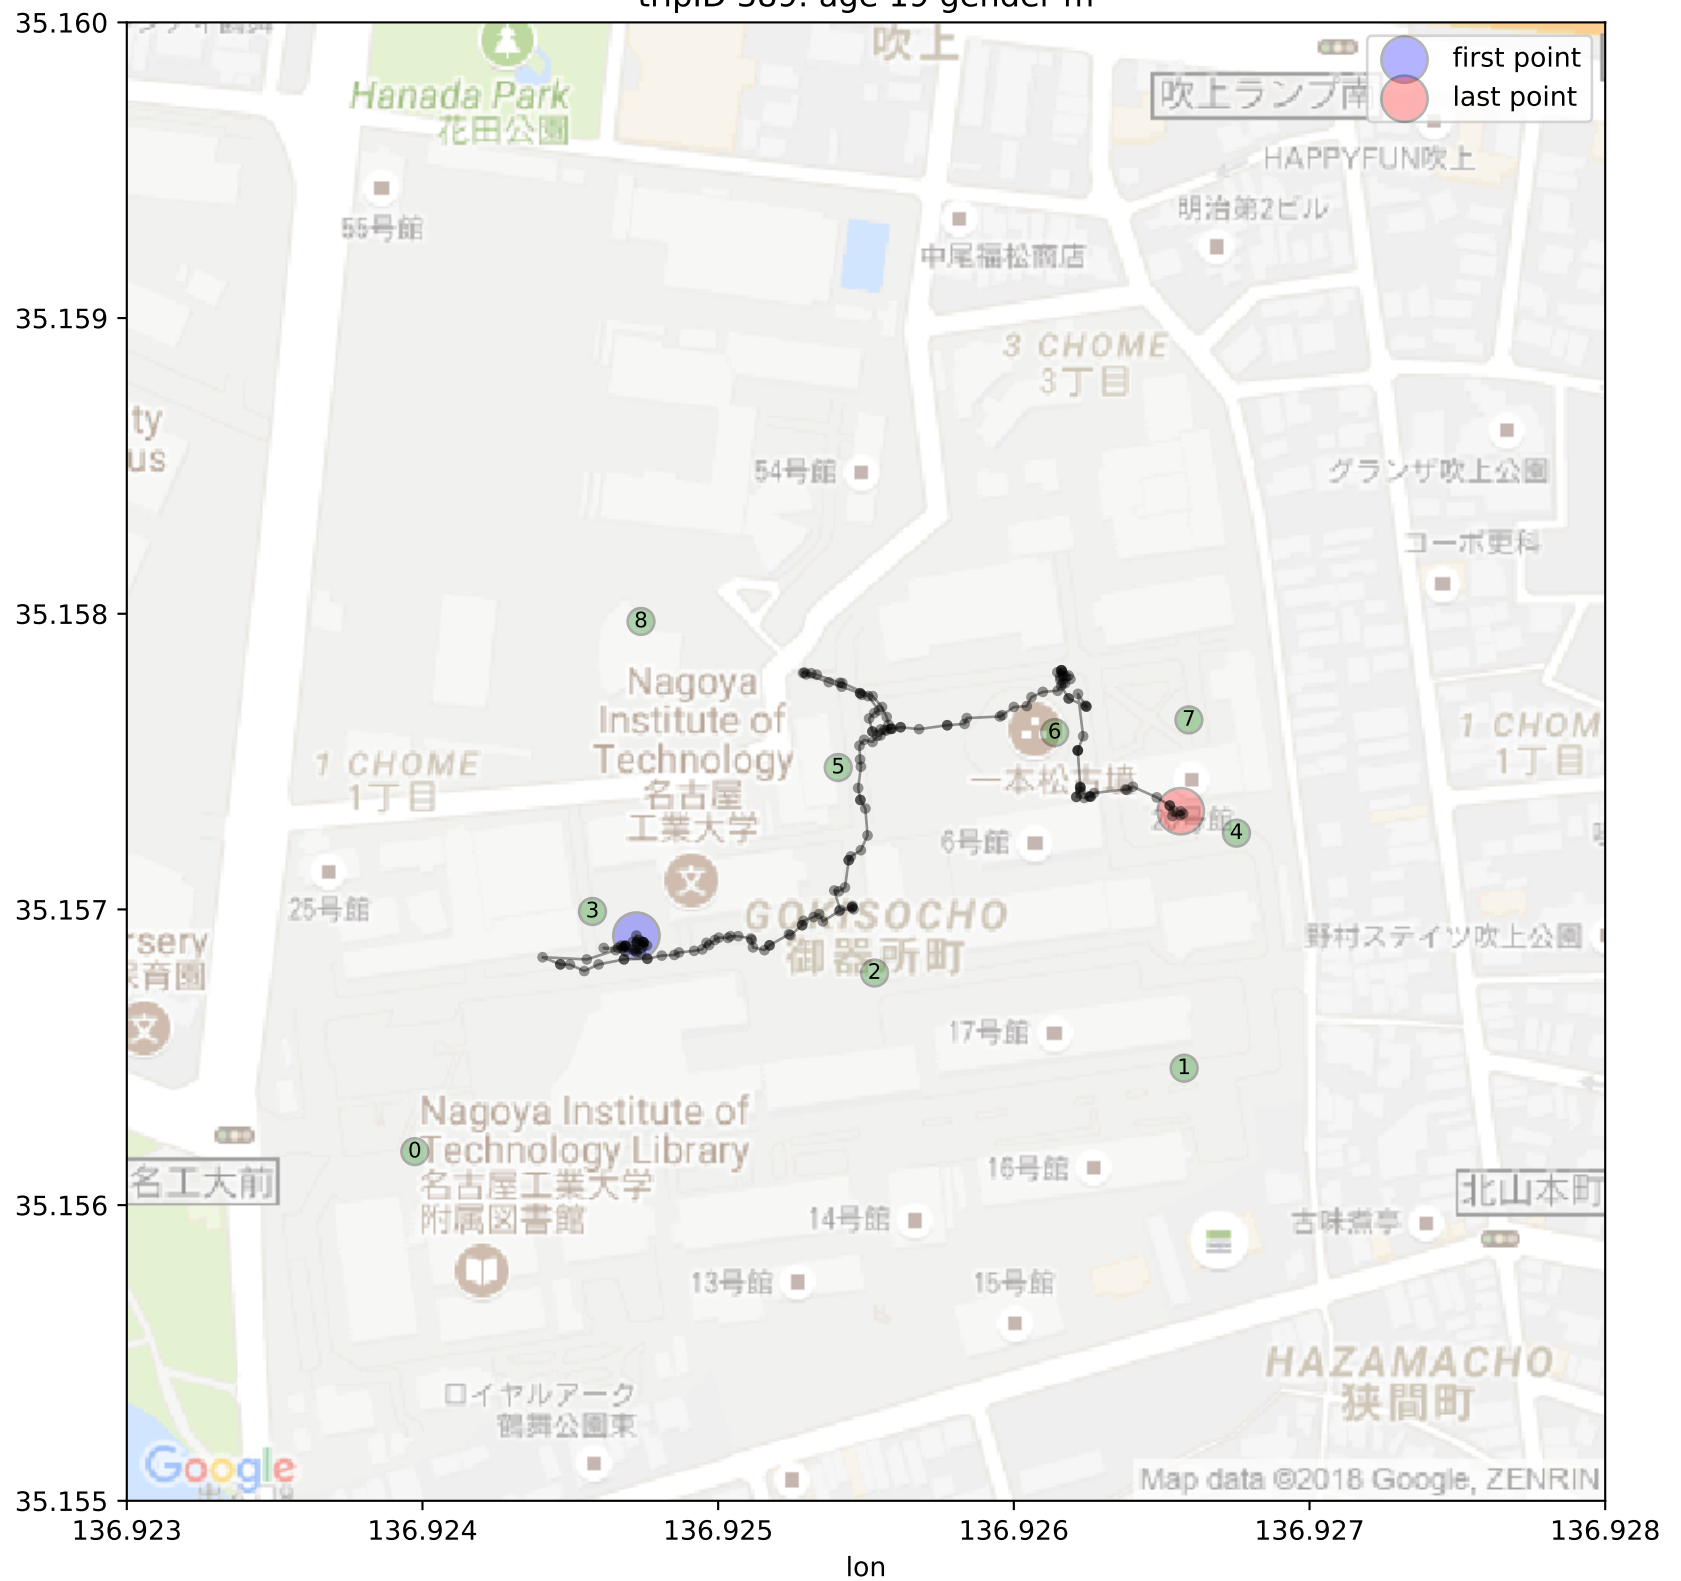 35.160
35.159
35.158
35.157
35.156
35.155
136.923
136.924
136.925
136.926
136.927
136.928
lon
first point
last point
吹上
吹上ランプ南
Hanada Park
花田公園
HAPPYFUN吹上
55号館
明治第2ビル
中尾福松商店
3 CHOME
3丁目
ty
us
54号館
グランザ吹上公園
コーポ更科
8
Nagoya
Institute of
Technology
名古屋
工業大学
7
6
5
一本松古墳
1 CHOME
1丁目
1 CHOM
1丁目
6号館
4
25号館
3
GOKISOCHO
御器所町
2
rsery
保育園
野村ステイツ吹上公園
17号館
1
Nagoya Institute of
Technology Library
名古屋工業大学
附属図書館
0
名工大前
16号館
北山本町
14号館
古味煮亭
13号館
15号館
HAZAMACHO
狭間町
ロイヤルアーク
鶴舞公園東
Google
Map data ©2018 Google, ZENRIN